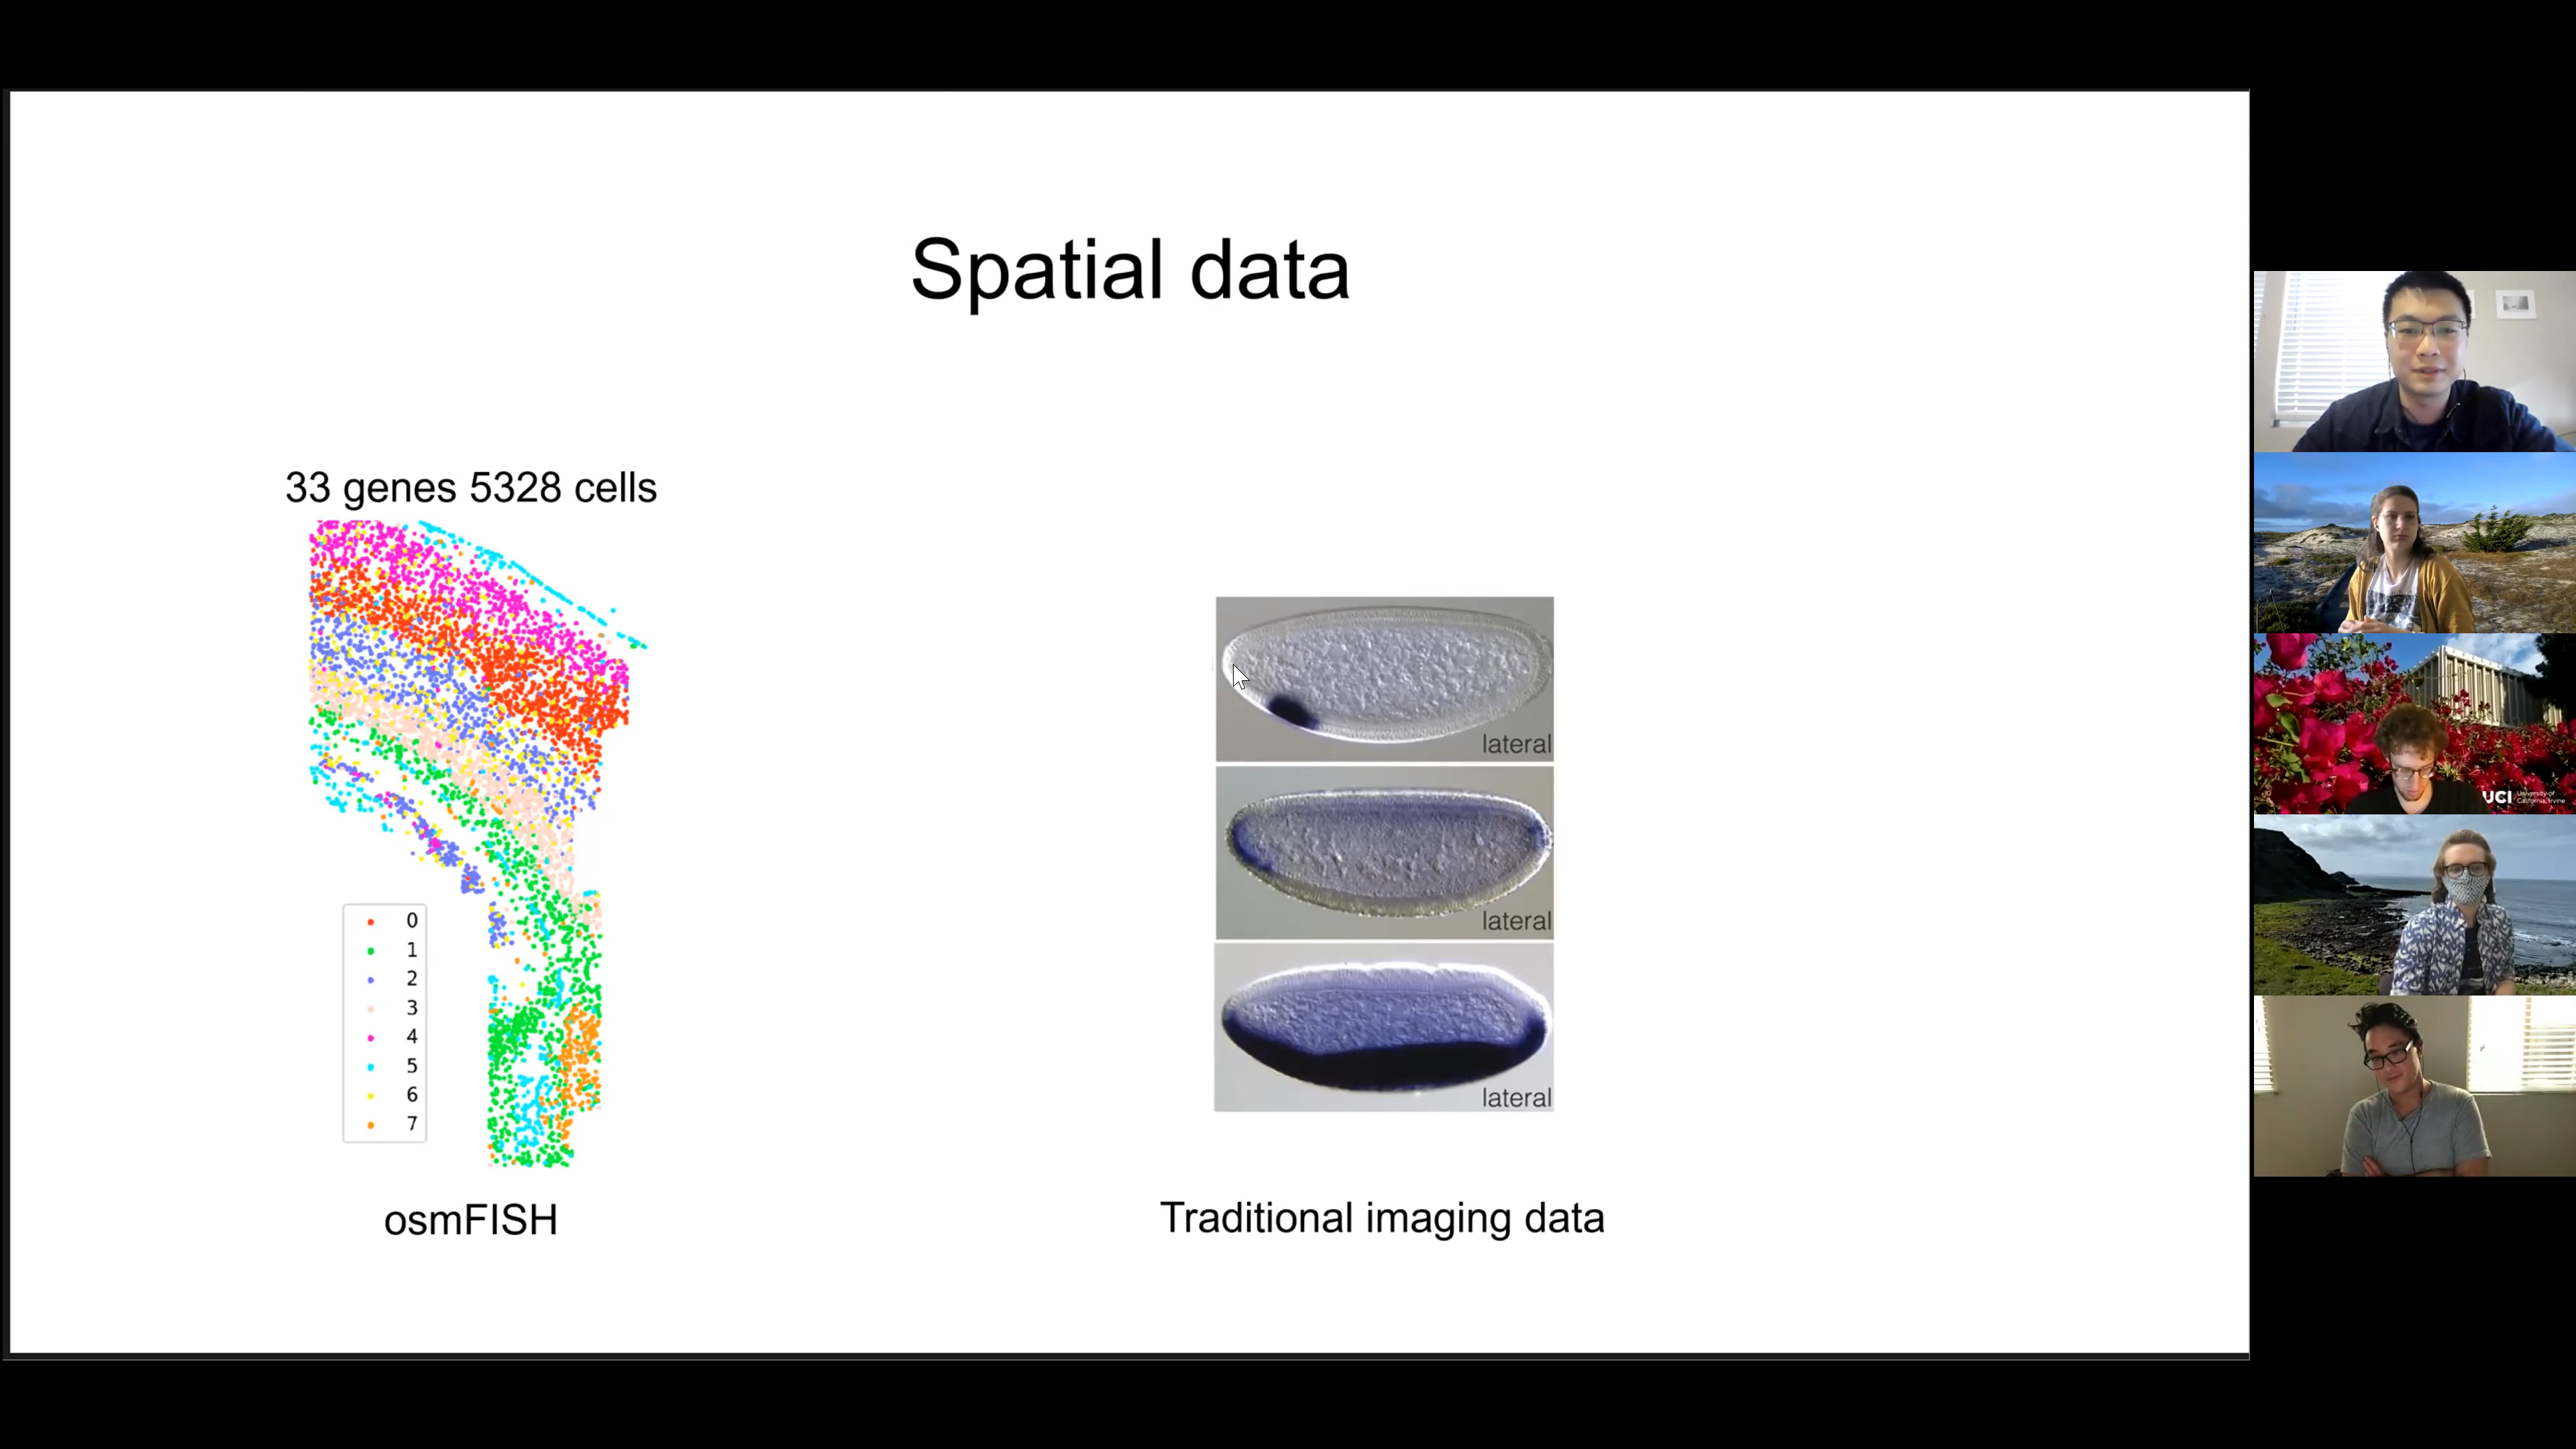 Spatial data
33 genes 5328 cells
0
1
2
3
4
5
6
7
osmFISH
lateral
lateral
lateral
Traditional imaging data
UCI University of
California, Irvine